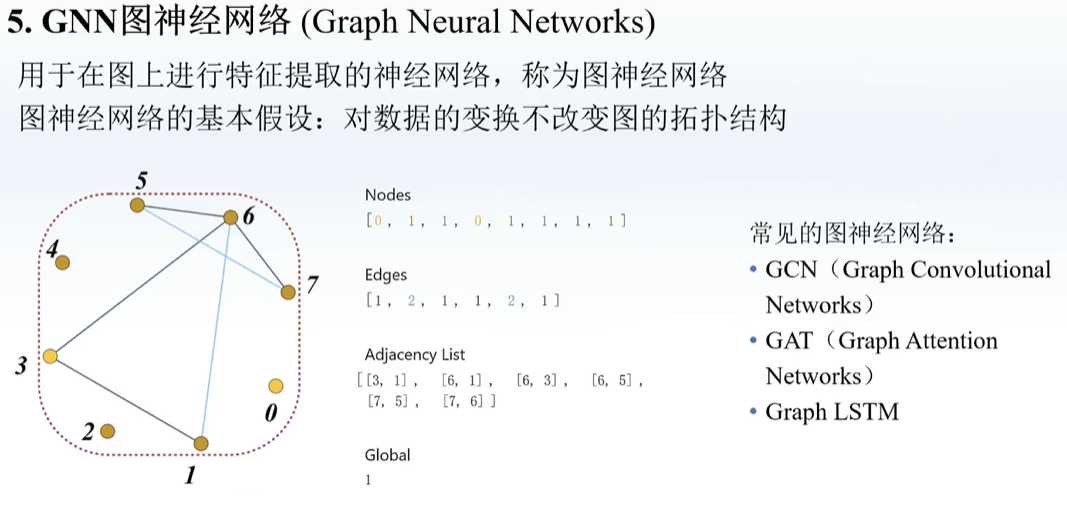 5. GNN图神经网络 (Graph Neural Networks)
用于在图上进行特征提取的神经网络，称为图神经网络
图神经网络的基本假设：对数据的变换不改变图的拓扑结构
5
6
4
7
3
0
2
1
Nodes
[0, 1, 1, 0, 1, 1, 1, 1]
Edges
[1, 2, 1, 1, 2, 1]
Adjacency List
[[3, 1], [6, 1], [6, 3], [6, 5],
[7, 5], [7, 6]]
Global
1
常见的图神经网络：
• GCN（Graph Convolutional
Networks）
• GAT（Graph Attention
Networks）
• Graph LSTM